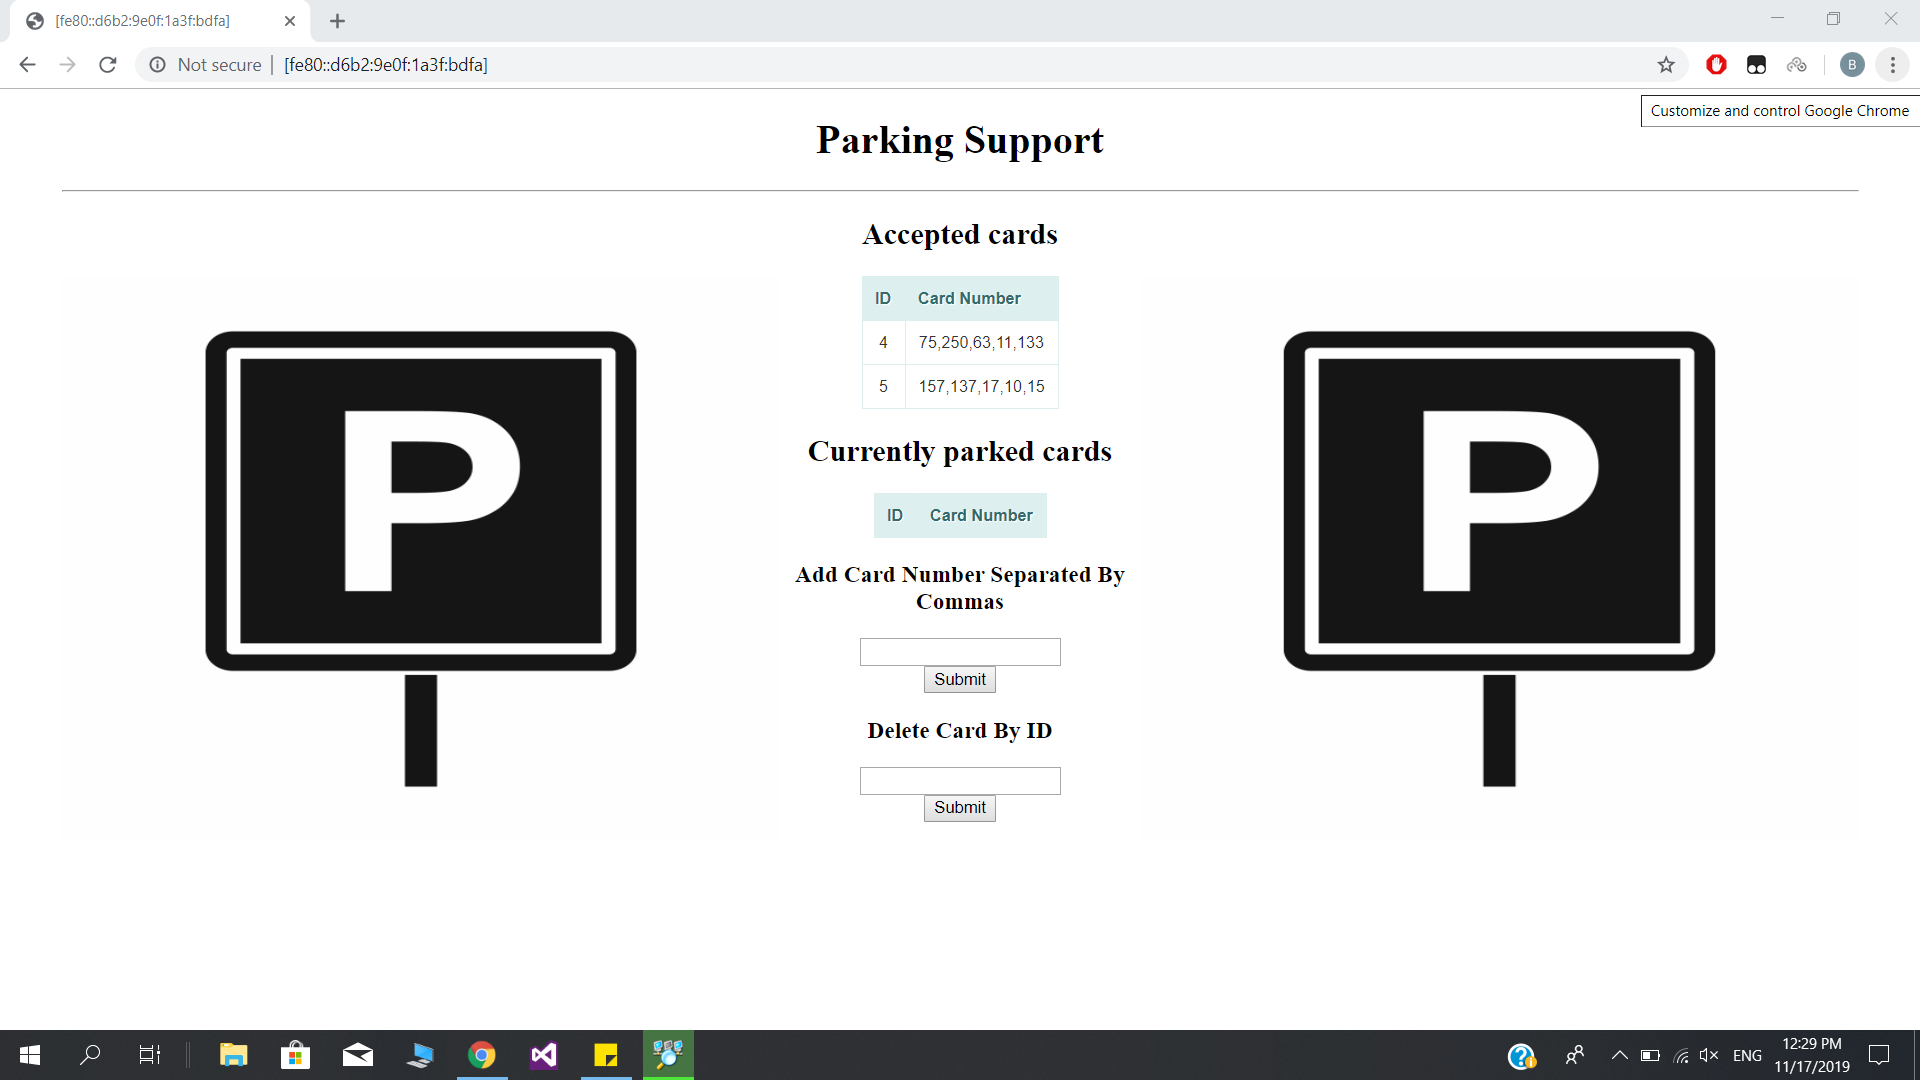 [fe80::d6b2:9e0f:1a3f:bdfa]
Not secure | [fe80::d6b2:9e0f:1a3f:bdfa]
B
Customize and control Google Chrome
Parking Support
Accepted cards
ID Card Number
4 75,250,63,11,133
5 157,137,17,10,15
P
P
Currently parked cards
ID Card Number
Add Card Number Separated By
Commas
Submit
Delete Card By ID
Submit
ENG
12:29 PM
11/17/2019